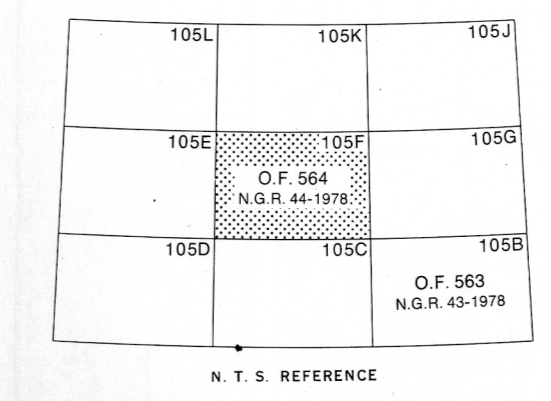 105L 105K 105J
105E 105F 105G
O.F. 564
N.G.R. 44-1978
105D 105C 105B
O.F. 563
N.G.R. 43-1978
N. T. S. REFERENCE